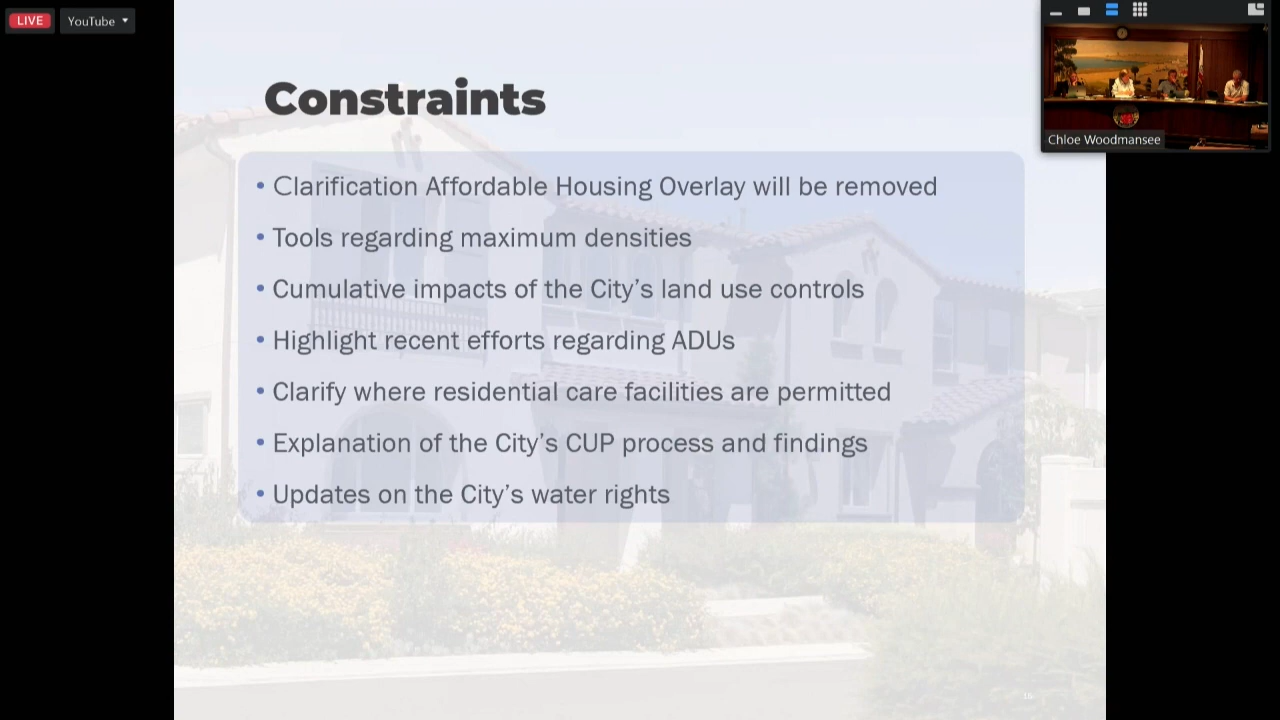 LIVE
YouTube
Constraints
• Clarification Affordable Housing Overlay will be removed
• Tools regarding maximum densities
• Cumulative impacts of the City’s land use controls
• Highlight recent efforts regarding ADUs
• Clarify where residential care facilities are permitted
• Explanation of the City’s CUP process and findings
• Updates on the City’s water rights
Chloe Woodmansee